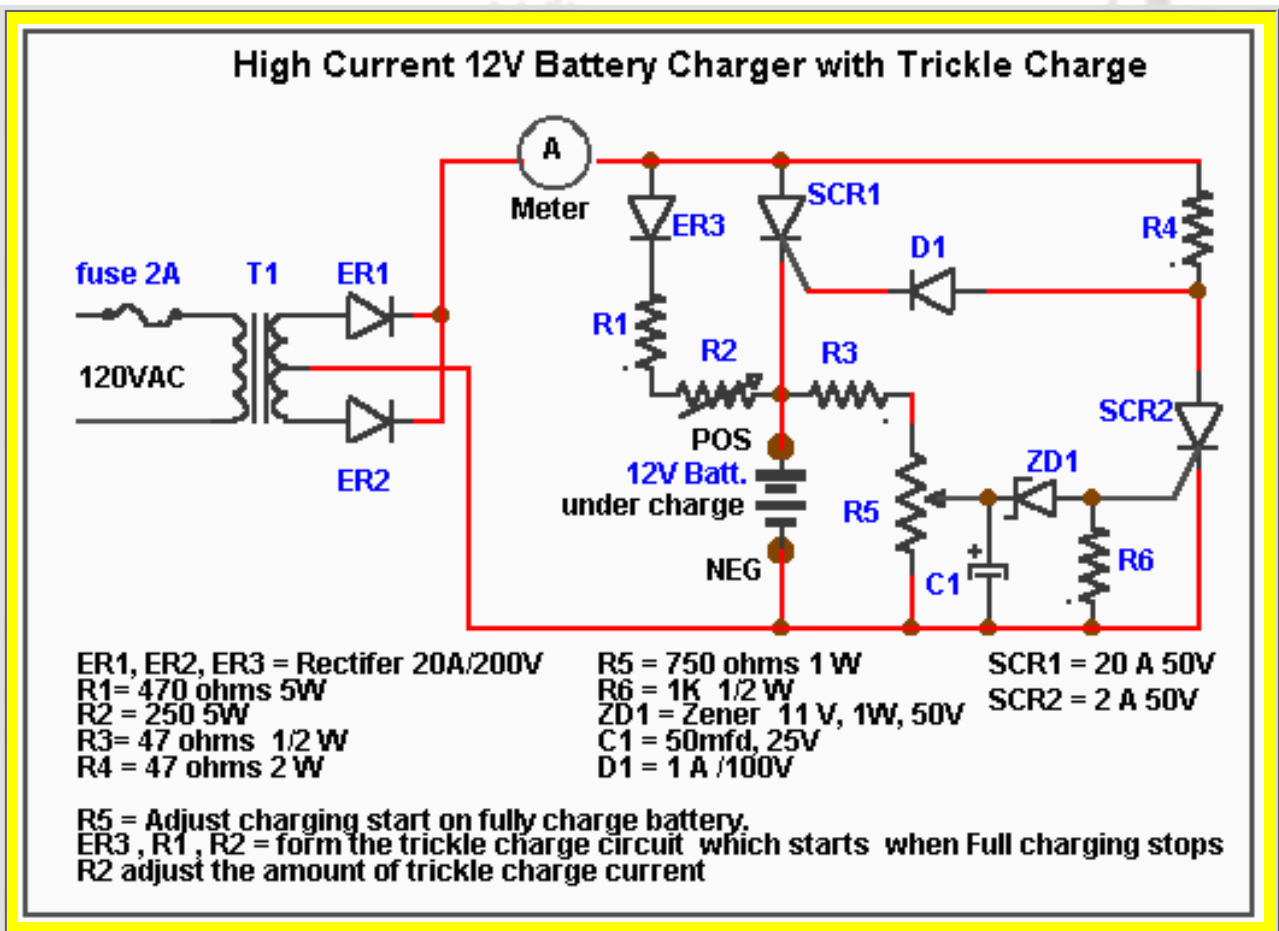 High Current 12V Battery Charger with Trickle Charge
A
Meter
SCR1
ER3
R4
D1
fuse 2A
T1
ER1
R1
R2
R3
120VAC
SCR2
POS
12V Batt.
under charge
ZD1
ER2
R5
NEG
C1
+
R6
ER1, ER2, ER3 = Rectifer 20A/200V
R1= 470 ohms 5W
R2 = 250 5W
R3= 47 ohms 1/2 W
R4 = 47 ohms 2 W
R5 = 750 ohms 1 W
R6 = 1K 1/2 W
ZD1 = Zener 11 V, 1W, 50V
C1 = 50mfd, 25V
D1 = 1 A /100V
SCR1 = 20 A 50V
SCR2 = 2 A 50V
R5 = Adjust charging start on fully charge battery.
ER3 , R1 , R2 = form the trickle charge circuit which starts when Full charging stops
R2 adjust the amount of trickle charge current